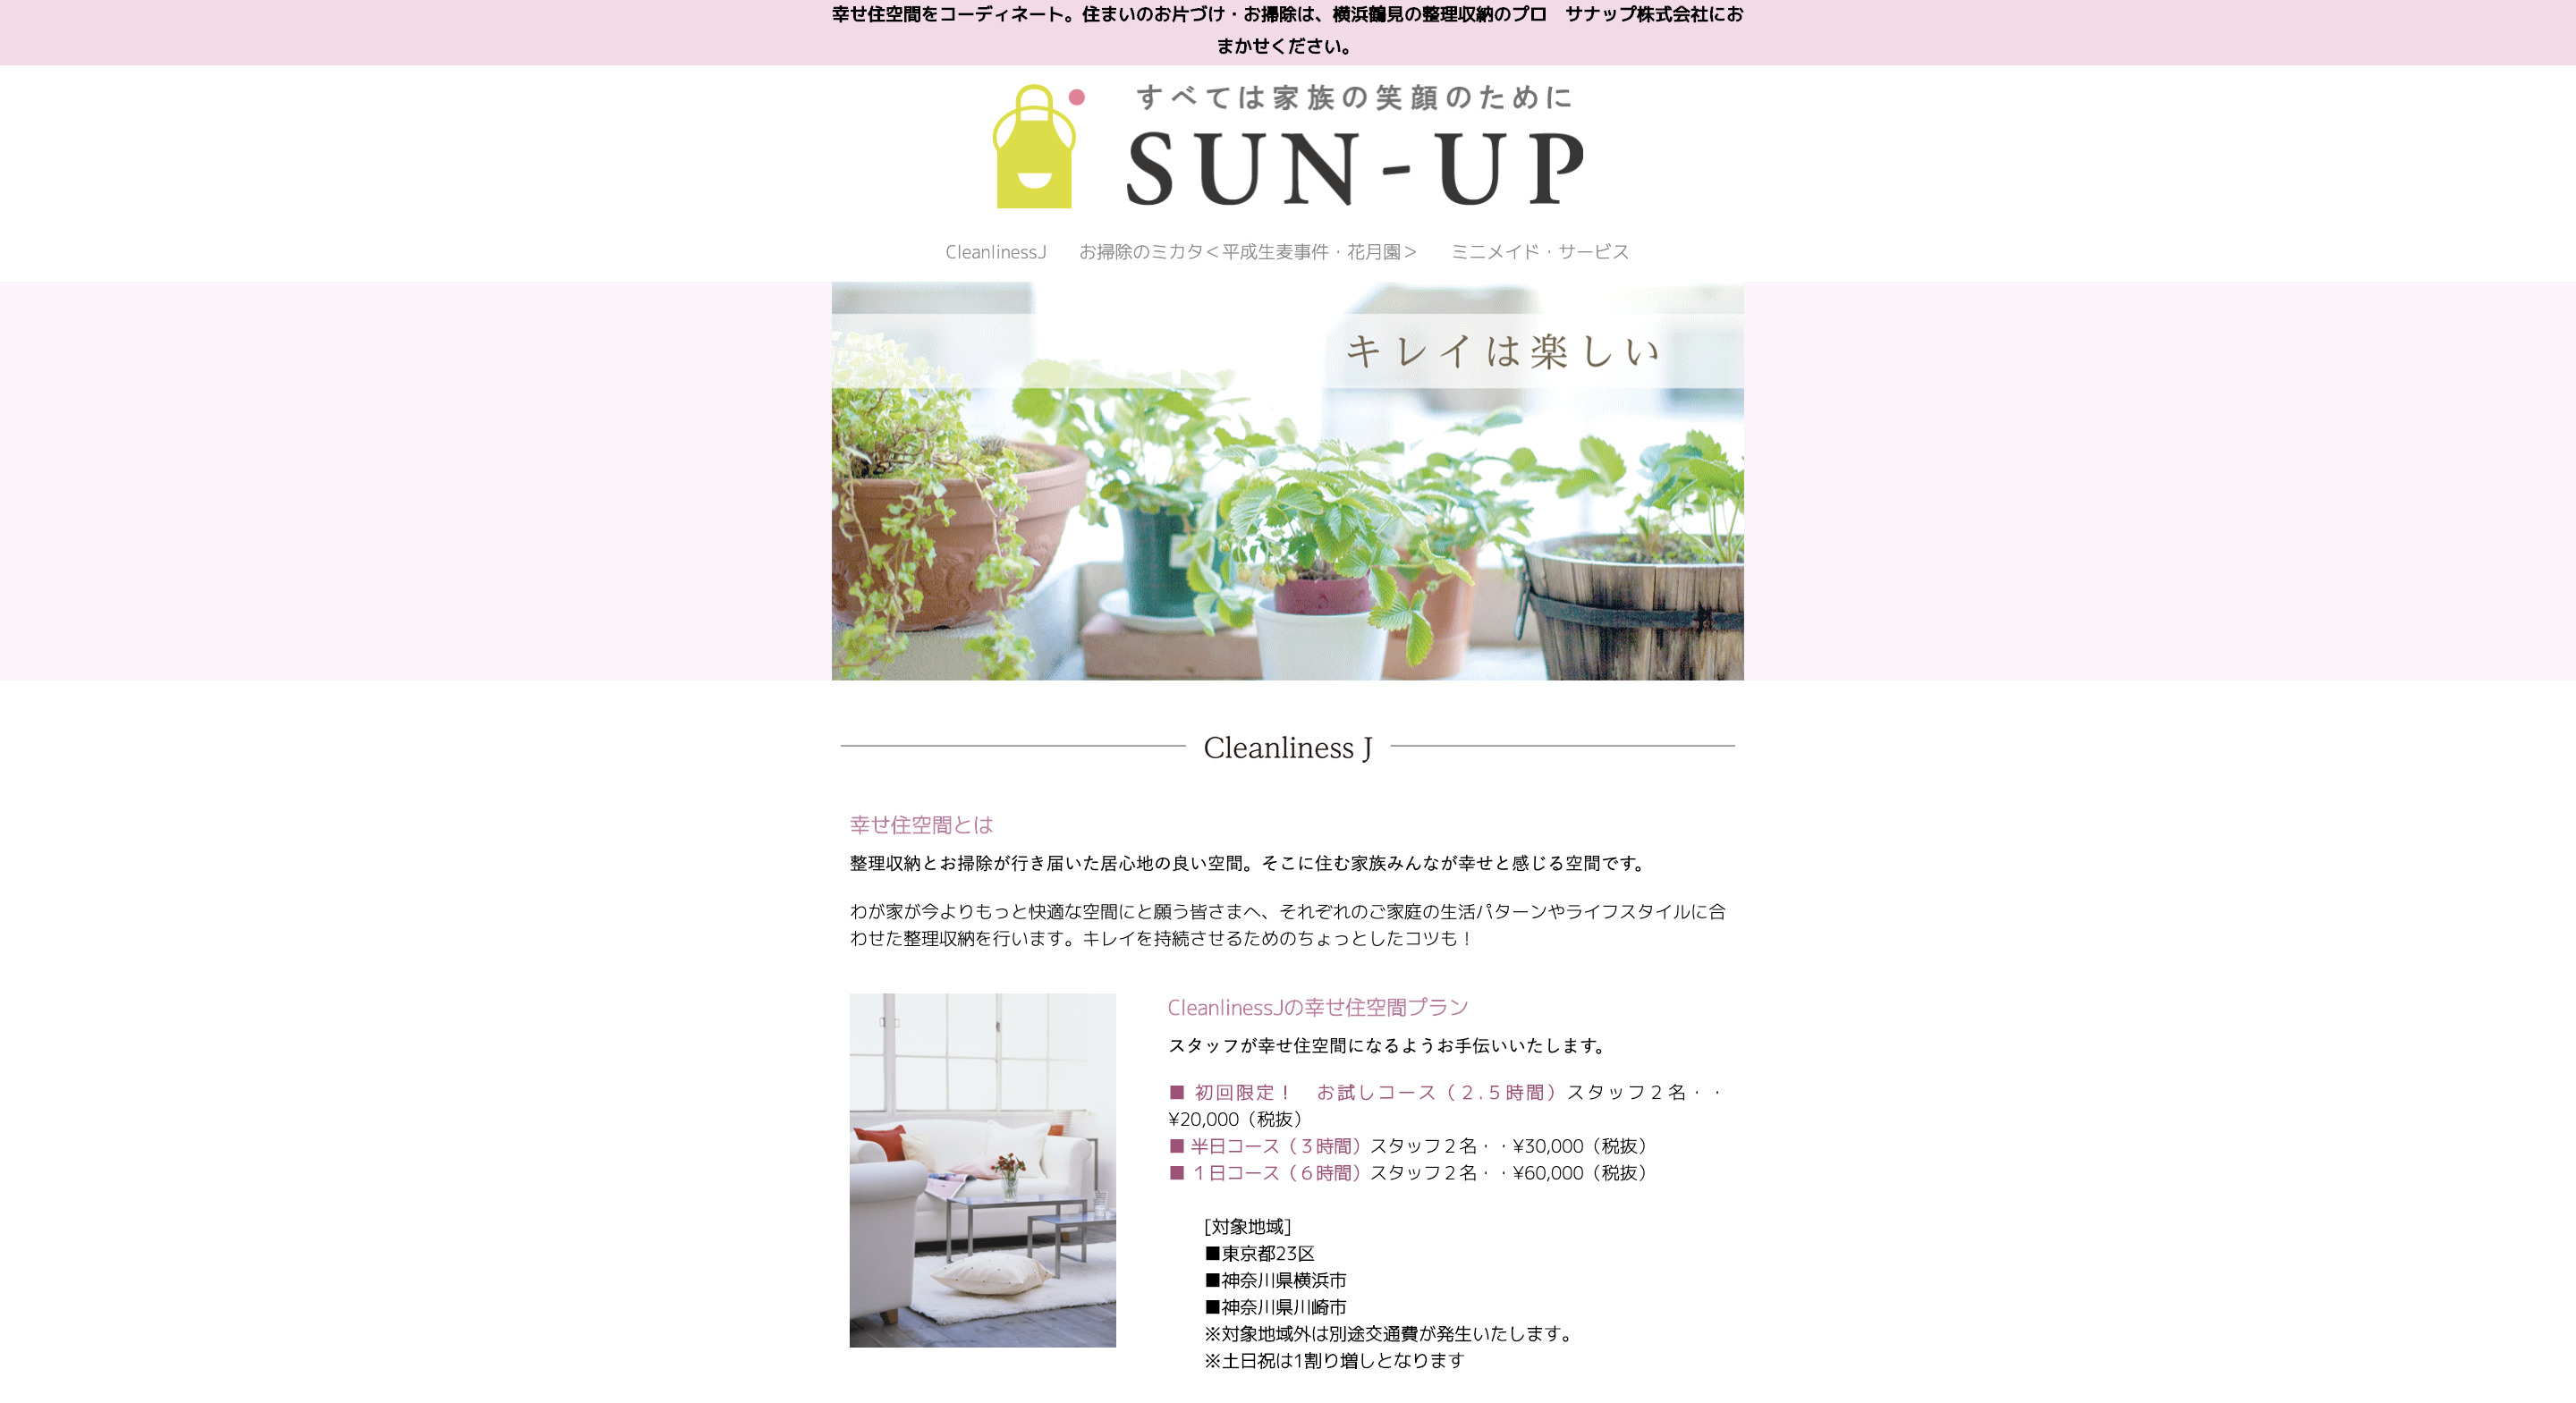 幸せ住空間をコーディネート。住まいのお片づけ・お掃除は、横浜鶴見の整理収納のプロ　サナップ株式会社にお
まかせください。
すべては家族の笑顔のために
SUN-UP
CleanlinessJ　お掃除のミカタ＜平成生麦事件・花月園＞　ミニメイド・サービス
キレイは楽しい
Cleanliness J
幸せ住空間とは
整理収納とお掃除が行き届いた居心地の良い空間。そこに住む家族みんなが幸せと感じる空間です。
わが家が今よりもっと快適な空間にと願う皆さまへ、それぞれのご家庭の生活パターンやライフスタイルに合
わせた整理収納を行います。キレイを持続させるためのちょっとしたコツも！
CleanlinessJの幸せ住空間プラン
スタッフが幸せ住空間になるようお手伝いいたします。
■ 初回限定！　お試しコース（２.５時間）スタッフ２名・・
¥20,000（税抜）
■ 半日コース（３時間）スタッフ２名・・¥30,000（税抜）
■ １日コース（６時間）スタッフ２名・・¥60,000（税抜）
[対象地域]
■東京都23区
■神奈川県横浜市
■神奈川県川崎市
※対象地域外は別途交通費が発生いたします。
※土日祝は1割り増しとなります